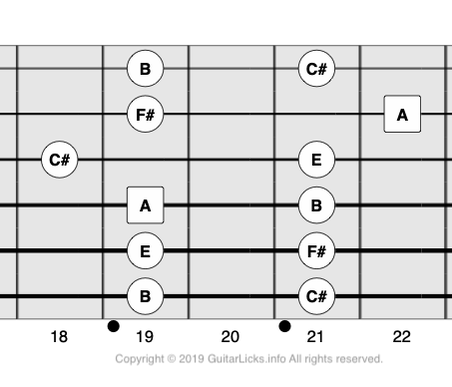 B C#
F# A
C# E
A B
E F#
B C#
18 19 20 21 22
Copyright © 2019 GuitarLicks.info All rights reserved.